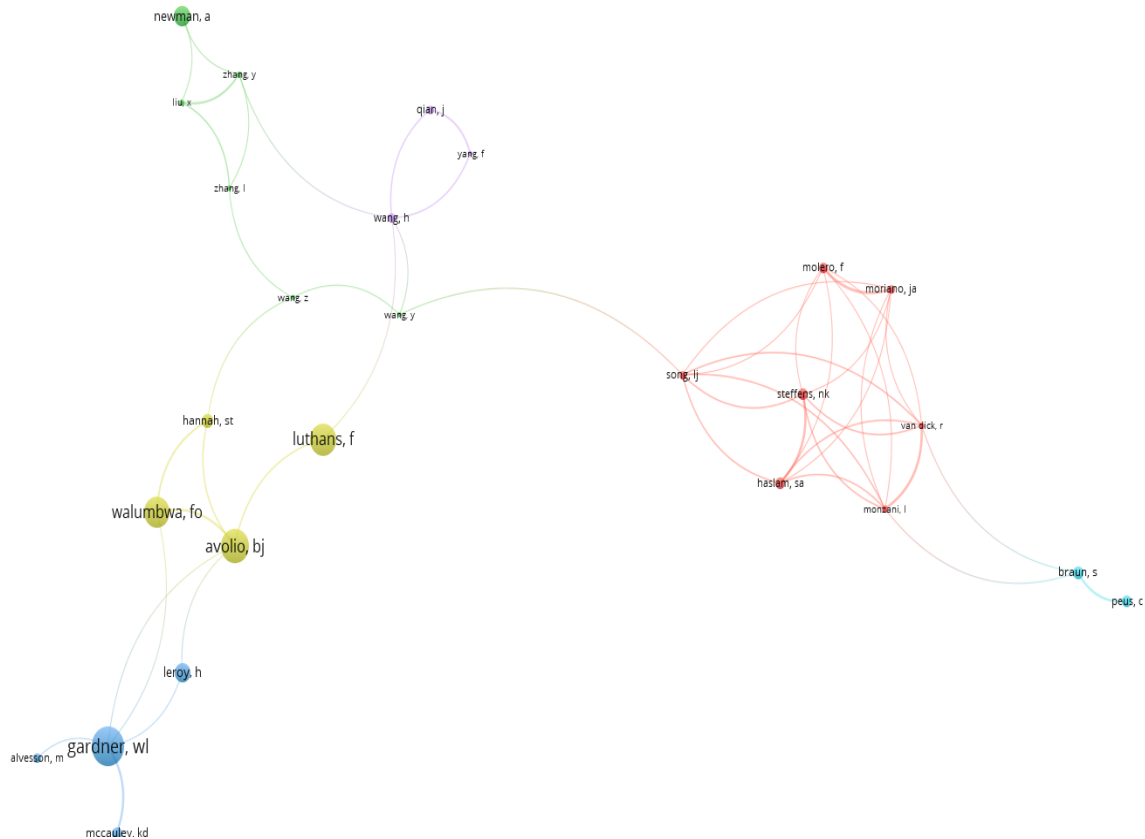 newman, a
zhang, y
liu, x
qian, j
yang, f
zhang, l
wang, h
molero, f
moriano, ja
wang, z
wang, y
song, lj
steffens, nk
hannah, st
van dick, r
luthans, f
haslam, sa
walumbwa, fo
monzani, l
avolio, bj
braun, s
peus, c
leroy, h
gardner, wl
alvesson, m
mccauley, kd